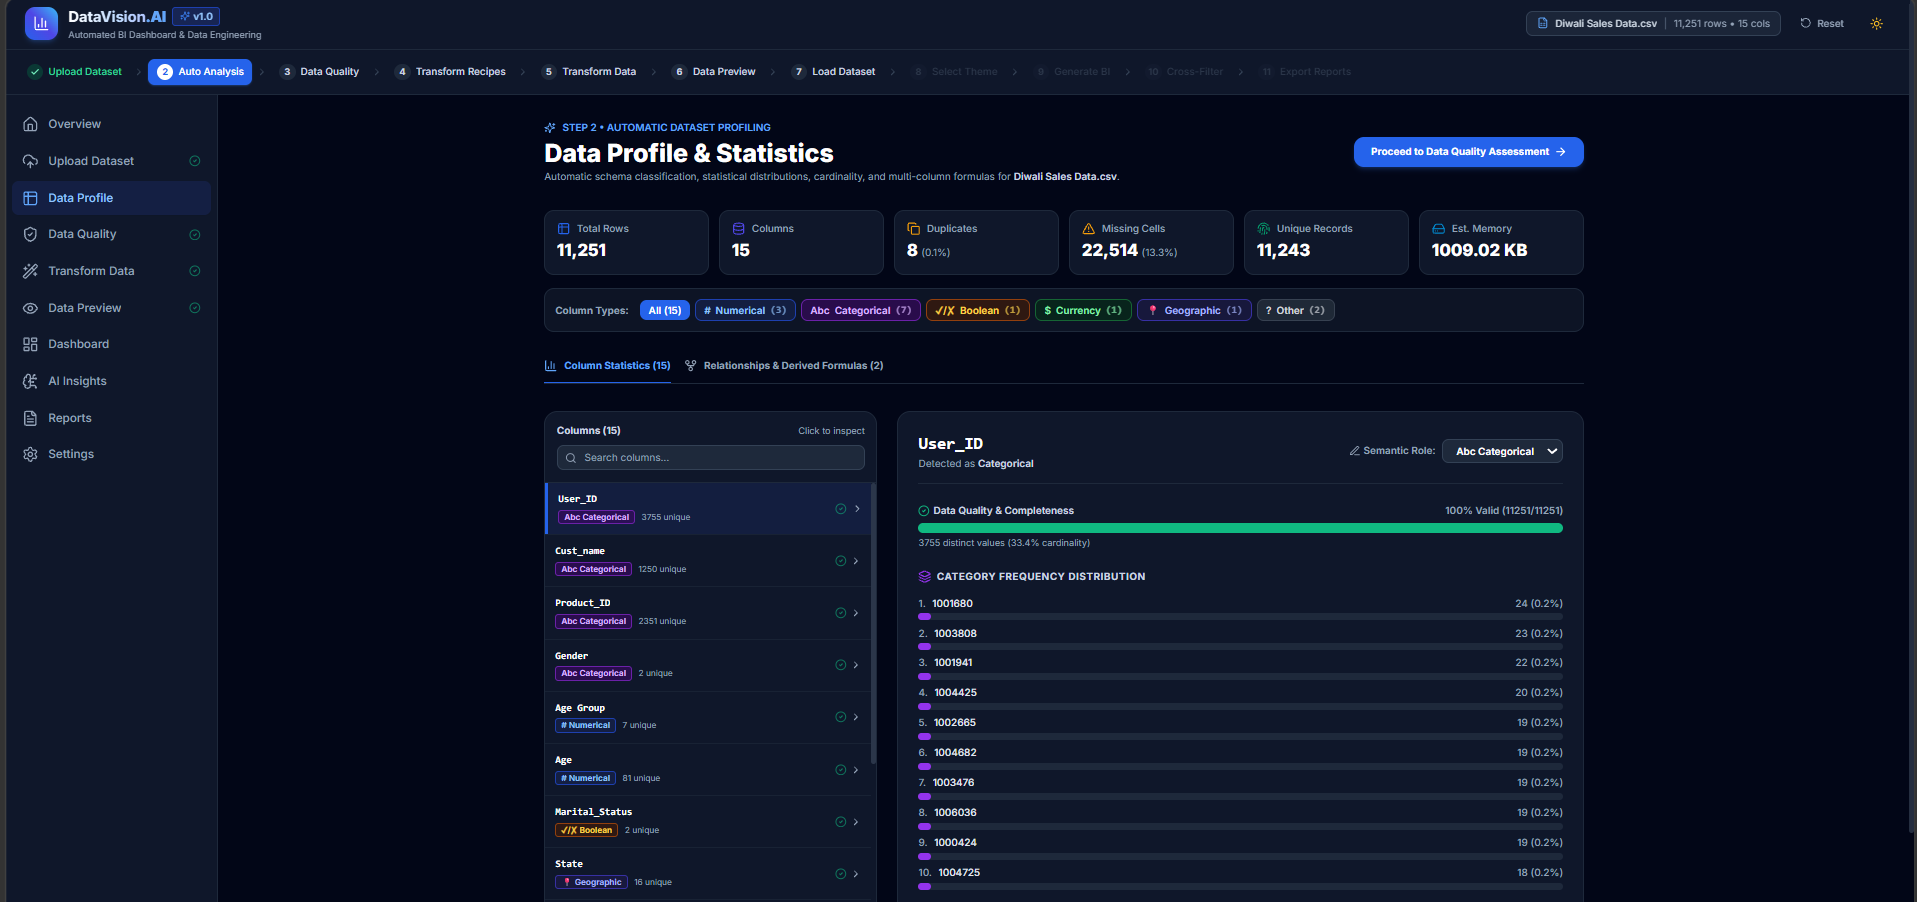 DataVision.AI v1.0
Automated BI Dashboard & Data Engineering
Diwali Sales Data.csv 11,251 rows • 15 cols Reset
Upload Dataset 2 Auto Analysis 3 Data Quality 4 Transform Recipes 5 Transform Data 6 Data Preview 7 Load Dataset 8 Select Theme 9 Generate BI 10 Cross-Filter 11 Export Reports
Overview
Upload Dataset
Data Profile
Data Quality
Transform Data
Data Preview
Dashboard
AI Insights
Reports
Settings
STEP 2 • AUTOMATIC DATASET PROFILING
Data Profile & Statistics
Automatic schema classification, statistical distributions, cardinality, and multi-column formulas for Diwali Sales Data.csv.
Proceed to Data Quality Assessment →
Total Rows
11,251
Columns
15
Duplicates
8 (0.1%)
Missing Cells
22,514 (13.3%)
Unique Records
11,243
Est. Memory
1009.02 KB
Column Types: All (15) # Numerical (3) Abc Categorical (7) ✓/X Boolean (1) $ Currency (1) Geographic (1) ? Other (2)
Column Statistics (15) Relationships & Derived Formulas (2)
Columns (15) Click to inspect
Search columns...
User_ID
Abc Categorical 3755 unique
Cust_name
Abc Categorical 1250 unique
Product_ID
Abc Categorical 2351 unique
Gender
Abc Categorical 2 unique
Age Group
# Numerical 7 unique
Age
# Numerical 81 unique
Marital_Status
✓/X Boolean 2 unique
State
Geographic 16 unique
User_ID
Detected as Categorical
Semantic Role: Abc Categorical
Data Quality & Completeness 100% Valid (11251/11251)
3755 distinct values (33.4% cardinality)
CATEGORY FREQUENCY DISTRIBUTION
1. 1001680 24 (0.2%)
2. 1003808 23 (0.2%)
3. 1001941 22 (0.2%)
4. 1004425 20 (0.2%)
5. 1002665 19 (0.2%)
6. 1004682 19 (0.2%)
7. 1003476 19 (0.2%)
8. 1006036 19 (0.2%)
9. 1000424 19 (0.2%)
10. 1004725 18 (0.2%)